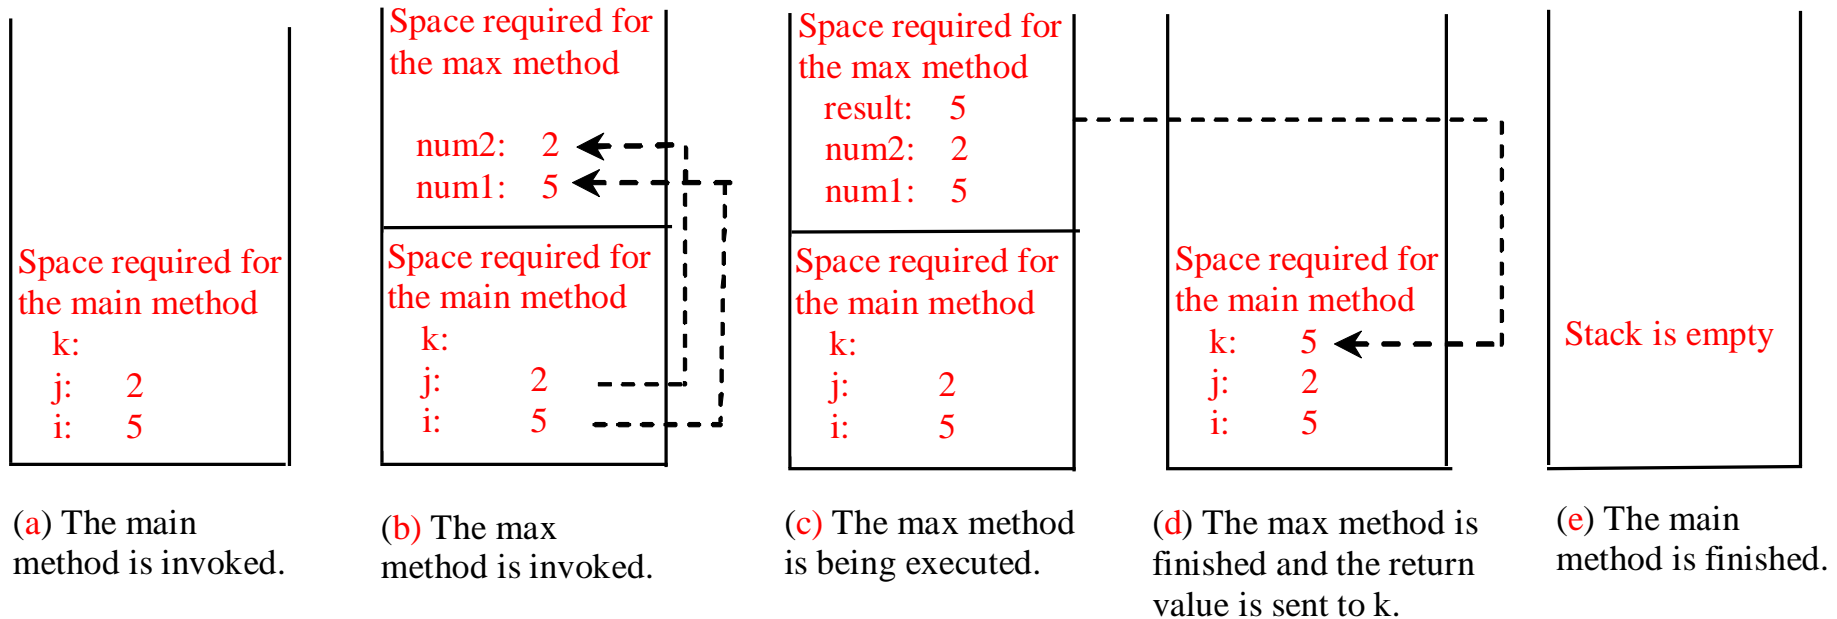 Space required for
the main method
k:
j: 2
i: 5
(a) The main
method is invoked.
Space required for
the max method
num2: 2
num1: 5
Space required for
the main method
k:
j: 2
i: 5
(b) The max
method is invoked.
Space required for
the max method
result: 5
num2: 2
num1: 5
Space required for
the main method
k:
j: 2
i: 5
(c) The max method
is being executed.
Space required for
the main method
k: 5
j: 2
i: 5
(d) The max method is
finished and the return
value is sent to k.
Stack is empty
(e) The main
method is finished.